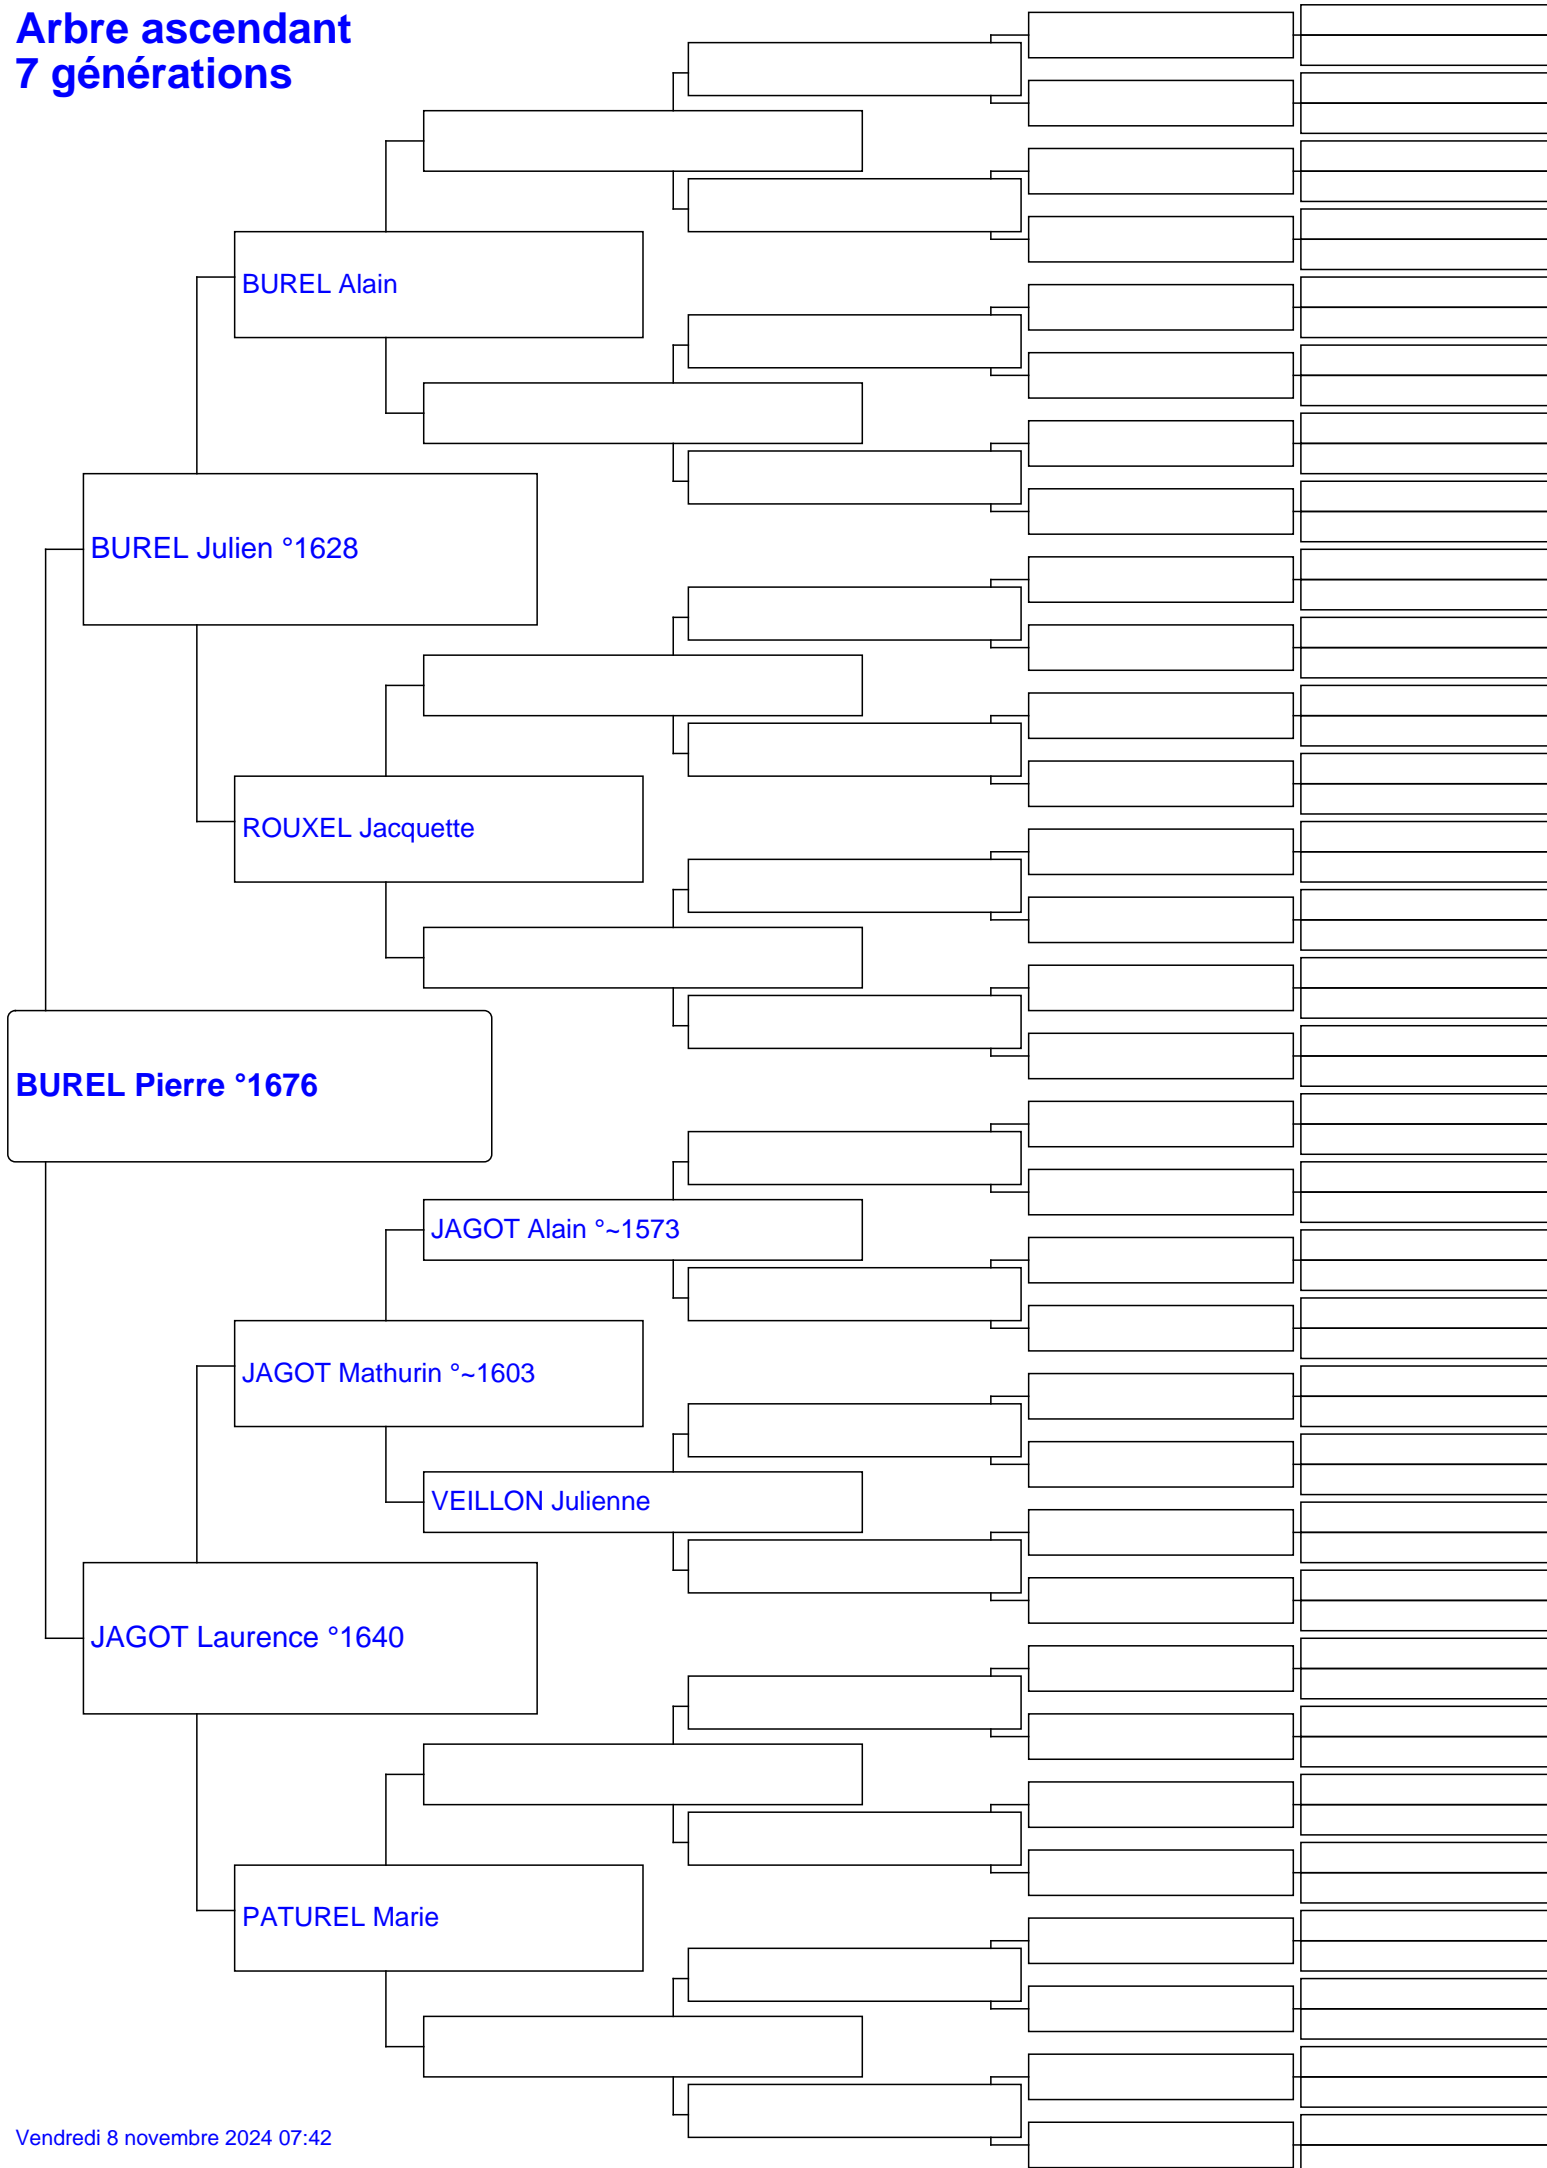 Arbre ascendant
7 générations
BUREL Alain
BUREL Julien °1628
ROUXEL Jacquette
BUREL Pierre °1676
JAGOT Alain °~1573
JAGOT Mathurin °~1603
VEILLON Julienne
JAGOT Laurence °1640
PATUREL Marie
Vendredi 8 novembre 2024 07:42